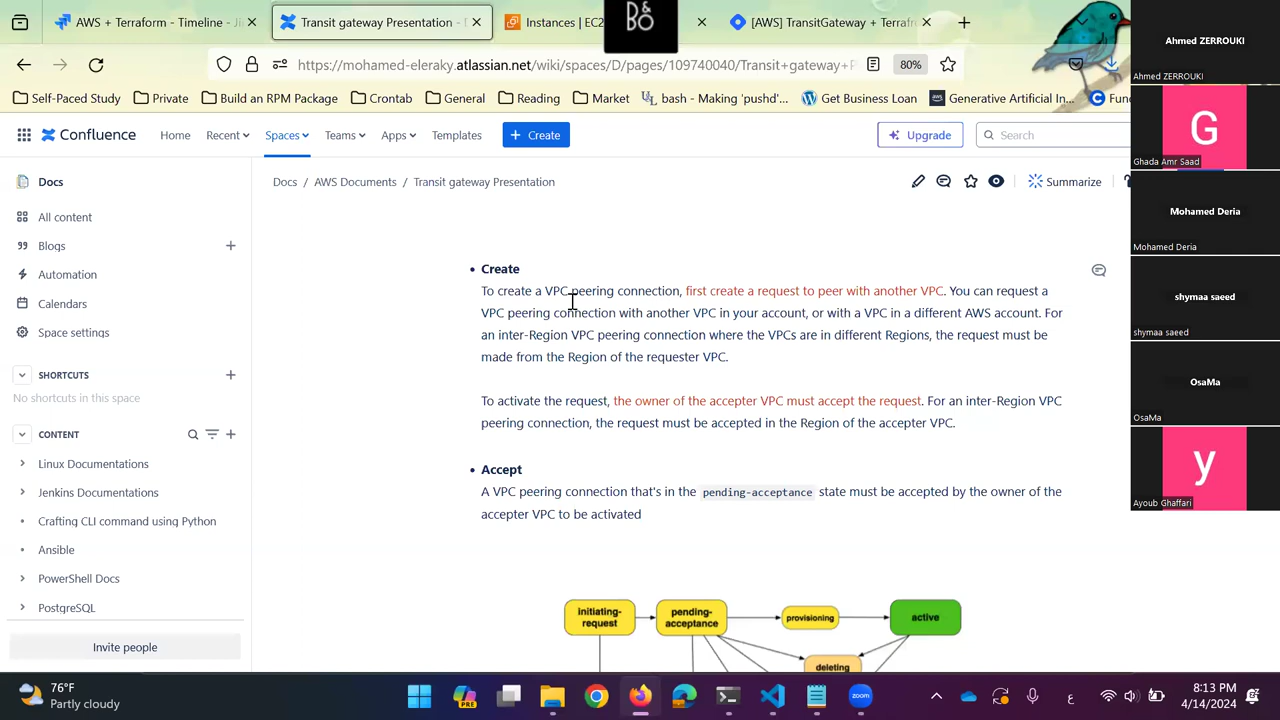 AWS + Terraform - Timeline - Ji
Transit gateway Presentation -
Instances | EC2
[AWS] TransitGateway + Terrafr
B&BO
https://mohamed-eleraky.atlassian.net/wiki/spaces/D/pages/109740040/Transit+gateway+P
80%
Self-Paced Study
Private
Build an RPM Package
Crontab
General
Reading
Market
bash - Making 'pushd'...
Get Business Loan
aws
Generative Artificial In...
Confluence
Home
Recent
Spaces
Teams
Apps
Templates
Create
Upgrade
Search
Docs
All content
Blogs
Automation
Calendars
Space settings
SHORTCUTS
No shortcuts in this space
CONTENT
Linux Documentations
Jenkins Documentations
Crafting CLI command using Python
Ansible
PowerShell Docs
PostgreSQL
Invite people
Docs / AWS Documents / Transit gateway Presentation
Summarize
• Create
To create a VPC peering connection, first create a request to peer with another VPC. You can request a
VPC peering connection with another VPC in your account, or with a VPC in a different AWS account. For
an inter-Region VPC peering connection where the VPCs are in different Regions, the request must be
made from the Region of the requester VPC.
To activate the request, the owner of the accepter VPC must accept the request. For an inter-Region VPC
peering connection, the request must be accepted in the Region of the accepter VPC.
• Accept
A VPC peering connection that's in the pending-acceptance state must be accepted by the owner of the
accepter VPC to be activated
initiating-
request
pending-
acceptance
provisioning
active
deleting
Ahmed ZERROUKI
Ahmed ZERROUKI
G
Ghada Amr Saad
Mohamed Deria
Mohamed Deria
shymaa saeed
shymaa saeed
OsaMa
OsaMa
y
Ayoub Ghaffari
76°F
Partly cloudy
PRE
zoom
ع
8:13 PM
4/14/2024